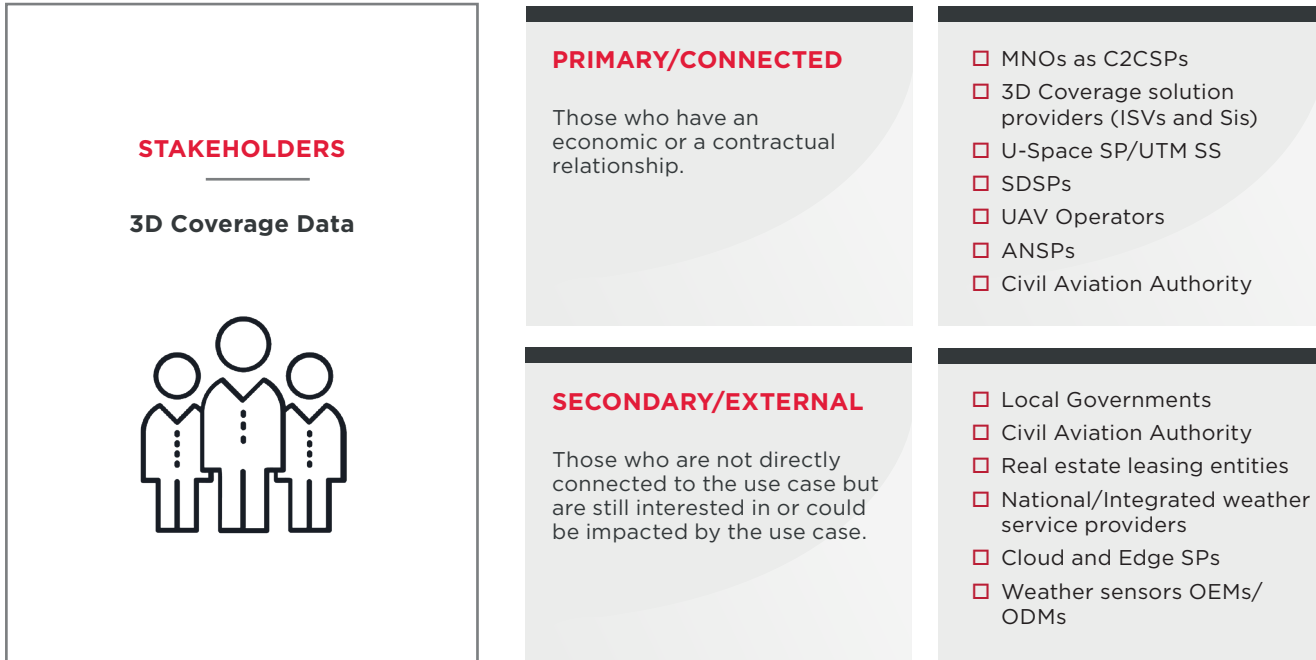 STAKEHOLDERS
3D Coverage Data
PRIMARY/CONNECTED
Those who have an
economic or a contractual
relationship.
MNOs as C2CSPs
3D Coverage solution
providers (ISVs and Sis)
U-Space SP/UTM SS
SDSPs
UAV Operators
ANSPs
Civil Aviation Authority
SECONDARY/EXTERNAL
Those who are not directly
connected to the use case but
are still interested in or could
be impacted by the use case.
Local Governments
Civil Aviation Authority
Real estate leasing entities
National/Integrated weather
service providers
Cloud and Edge SPs
Weather sensors OEMs/
ODMs